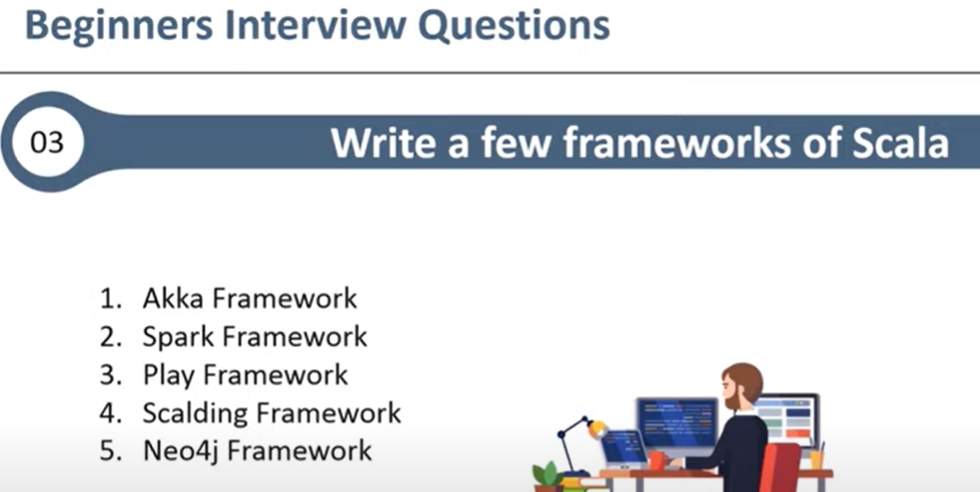 Beginners Interview Questions
03
Write a few frameworks of Scala
1. Akka Framework
2. Spark Framework
3. Play Framework
4. Scalding Framework
5. Neo4j Framework